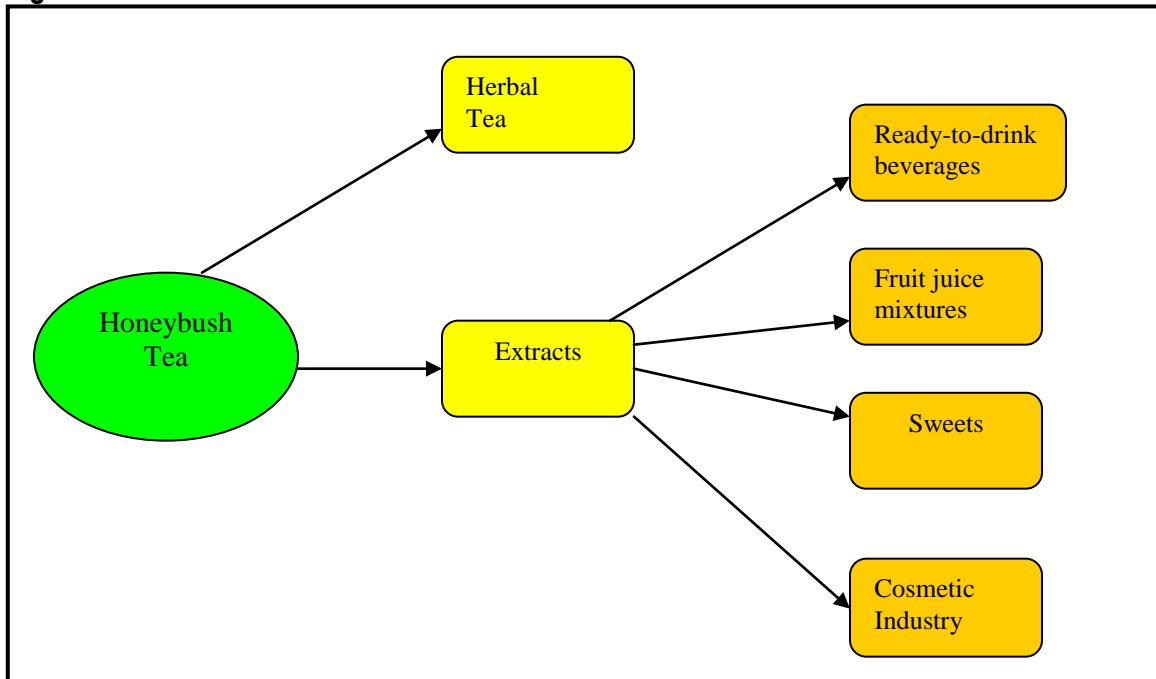 Herbal
Tea
Ready-to-drink
beverages
Honeybush
Tea
Extracts
Fruit juice
mixtures
Sweets
Cosmetic
Industry